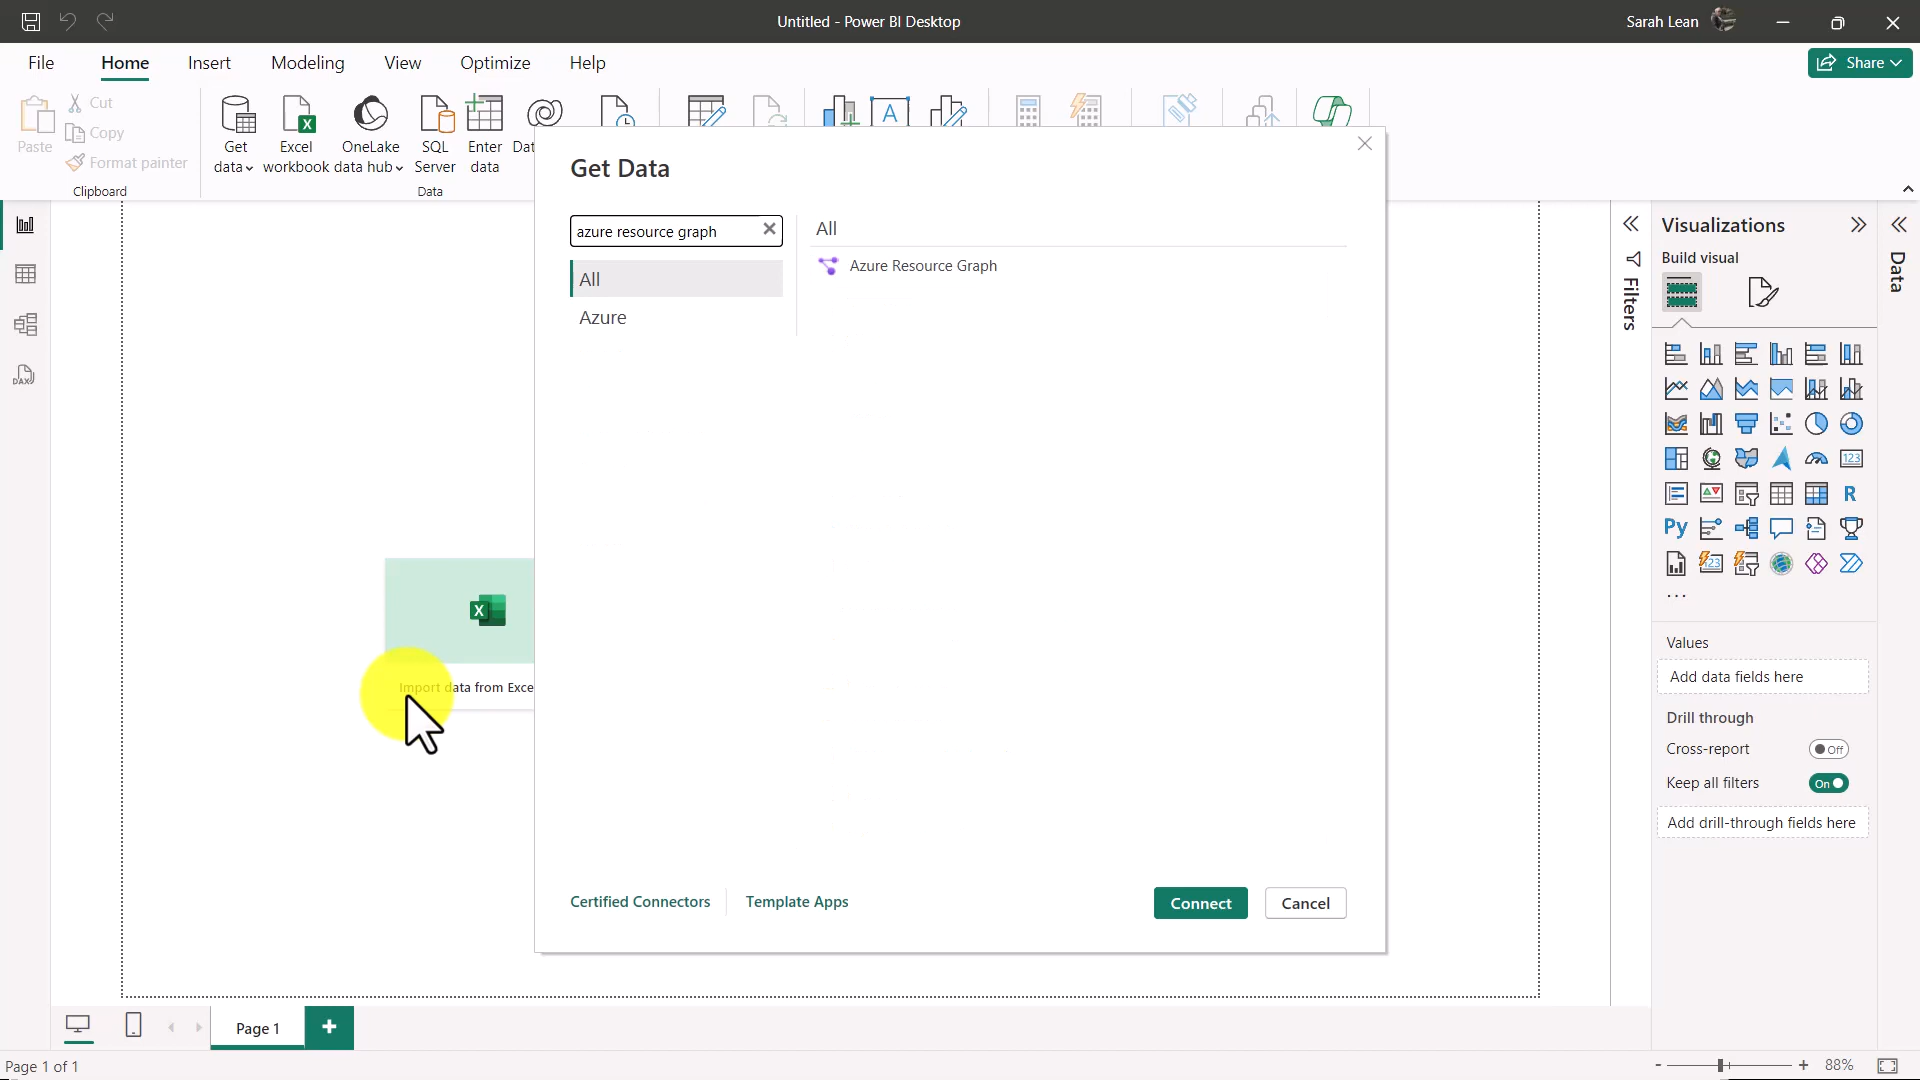 Untitled - Power BI Desktop
Sarah Lean
File
Home
Insert
Modeling
View
Optimize
Help
Share
Paste
Cut
Copy
Format painter
Clipboard
Get
data
Excel
workbook
OneLake
data hub
SQL
Server
Enter
data
Dat
Data
Get Data
azure resource graph
All
Azure
All
Azure Resource Graph
Import data from Exce
Certified Connectors
Template Apps
Connect
Cancel
Filters
Visualizations
Build visual
123
R
Py
123
Values
Add data fields here
Drill through
Cross-report
Off
Keep all filters
On
Add drill-through fields here
Data
DAX
Page 1
Page 1 of 1
88%